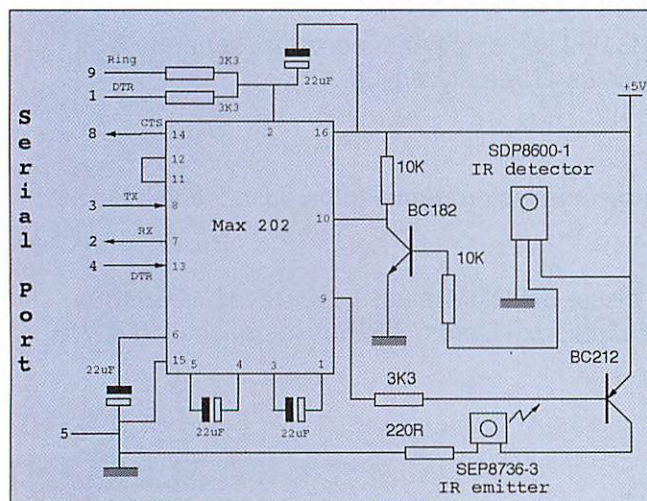 Serial Port
9 Ring 3K3
1 DTR 3K3
22uF
+5V
8 CTS 14
2
16
12
11
3 TX 8
2 RX 7
4 DTR 13
Max 202
10
9
6
15
5 4 3 1
22uF
22uF
22uF
5
10K
BC182
10K
SDP8600-1
IR detector
3K3
BC212
220R
SEP8736-3
IR emitter